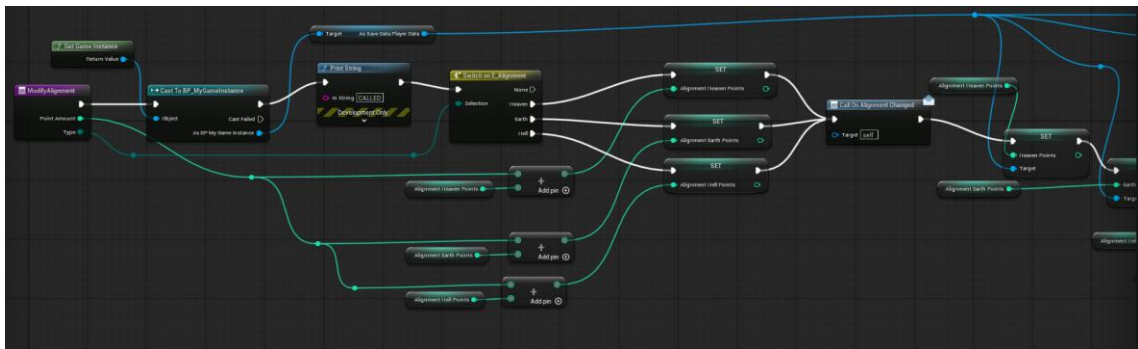 Get Game Instance
Return Value
ModifyAlignment
Point Amount
Type
Cast To BP_MyGameInstance
Object
Cast Failed
As BP My Game Instance
Target
As Save Data Player Data
Print String
In String
CALLED
Development Only
Switch on E_Alignment
Selection
None
Heaven
Earth
Hell
SET
Alignment Heaven Points
SET
Alignment Earth Points
SET
Alignment Hell Points
Alignment Heaven Points
+
Add pin
Alignment Earth Points
+
Add pin
Alignment Hell Points
+
Add pin
Call On Alignment Changed
Target
self
Alignment Heaven Points
SET
Heaven Points
Target
Alignment Earth Points
Earth